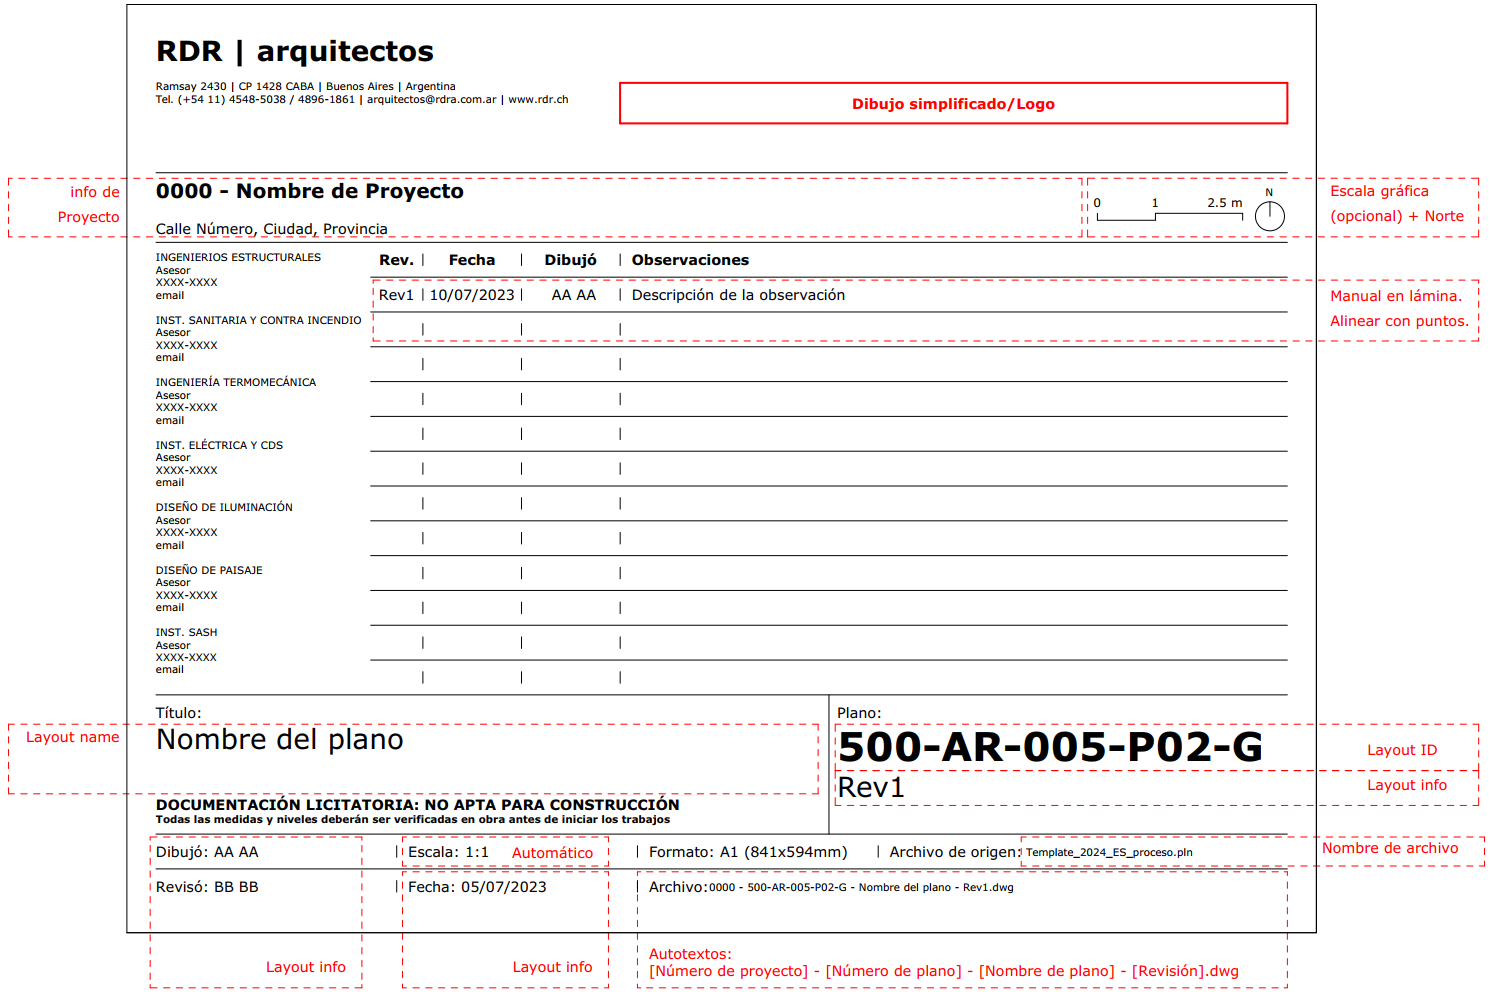 RDR | arquitectos
Ramsay 2430 | CP 1428 CABA | Buenos Aires | Argentina
Tel. (+54 11) 4548-5038 / 4896-1861 | arquitectos@rdra.com.ar | www.rdr.ch
Dibujo simplificado/Logo
info de
Proyecto
0000 - Nombre de Proyecto
Calle Número, Ciudad, Provincia
0 1 2.5 m
N
Escala gráfica
(opcional) + Norte
INGENIERIOS ESTRUCTURALES
Asesor
XXXX-XXXX
email
INST. SANITARIA Y CONTRA INCENDIO
Asesor
XXXX-XXXX
email
INGENIERÍA TERMOMECÁNICA
Asesor
XXXX-XXXX
email
INST. ELÉCTRICA Y CDS
Asesor
XXXX-XXXX
email
DISEÑO DE ILUMINACIÓN
Asesor
XXXX-XXXX
email
DISEÑO DE PAISAJE
Asesor
XXXX-XXXX
email
INST. SASH
Asesor
XXXX-XXXX
email
Rev. | Fecha | Dibujó | Observaciones
Rev1 | 10/07/2023 | AA AA | Descripción de la observación
Manual en lámina.
Alinear con puntos.
Título:
Layout name
Nombre del plano
DOCUMENTACIÓN LICITATORIA: NO APTA PARA CONSTRUCCIÓN
Todas las medidas y niveles deberán ser verificadas en obra antes de iniciar los trabajos
Plano:
500-AR-005-P02-G
Layout ID
Rev1
Layout info
Dibujó: AA AA | Escala: 1:1 Automático | Formato: A1 (841x594mm) | Archivo de origen: Template_2024_ES_proceso.pln
Nombre de archivo
Revisó: BB BB | Fecha: 05/07/2023 | Archivo:0000 - 500-AR-005-P02-G - Nombre del plano - Rev1.dwg
Layout info
Layout info
Autotextos:
[Número de proyecto] - [Número de plano] - [Nombre de plano] - [Revisión].dwg